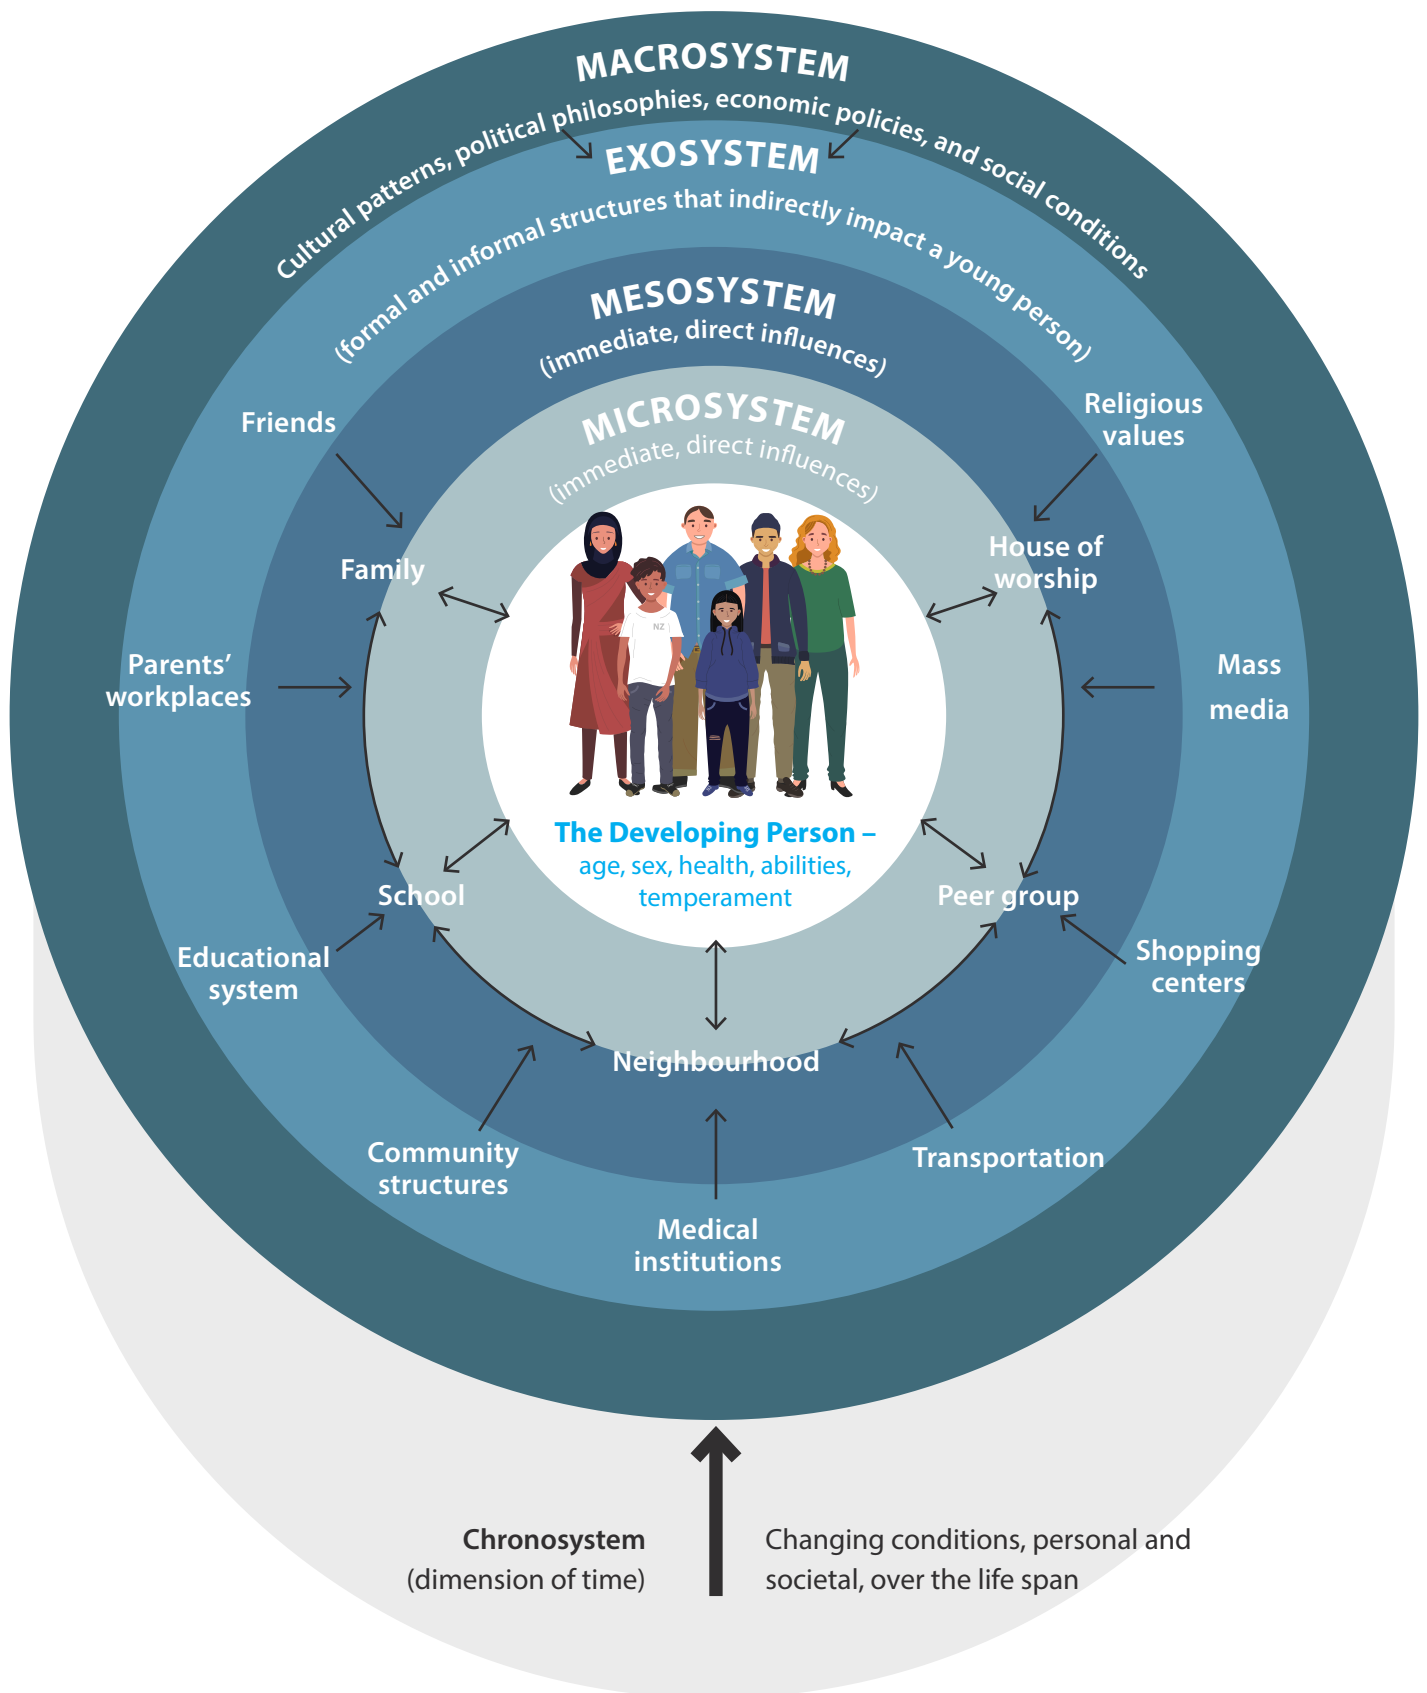 MACROSYSTEM
Cultural patterns, political philosophies, economic policies, and social conditions
EXOSYSTEM
(formal and informal structures that indirectly impact a young person)
MESOSYSTEM
(immediate, direct influences)
MICROSYSTEM
(immediate, direct influences)
Friends
Religious
values
Family
House of
worship
NZ
Parents’
workplaces
Mass
media
The Developing Person –
age, sex, health, abilities,
temperament
School
Peer group
Educational
system
Shopping
centers
Neighbourhood
Community
structures
Transportation
Medical
institutions
Chronosystem
(dimension of time)
Changing conditions, personal and
societal, over the life span